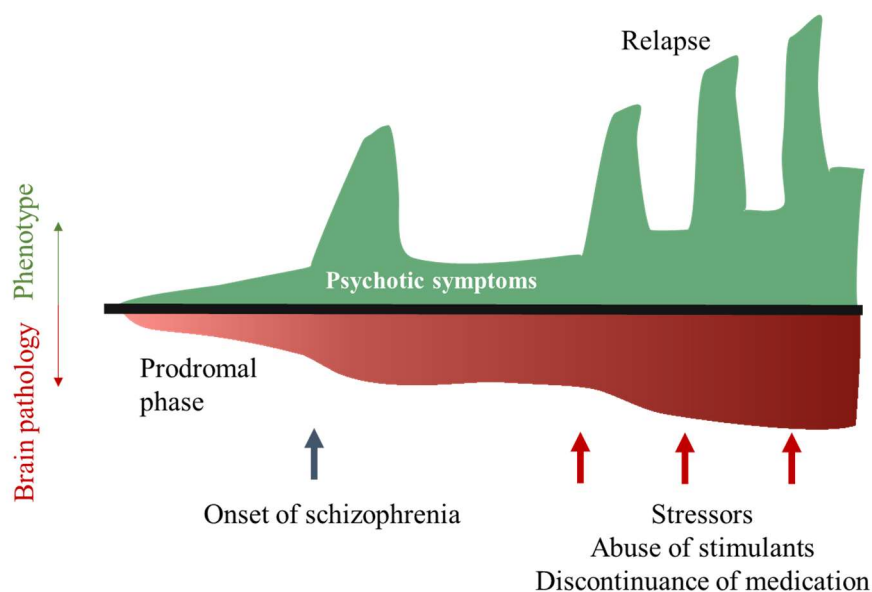 Relapse
Phenotype
Psychotic symptoms
Brain pathology
Prodromal
phase
Onset of schizophrenia
Stressors
Abuse of stimulants
Discontinuance of medication